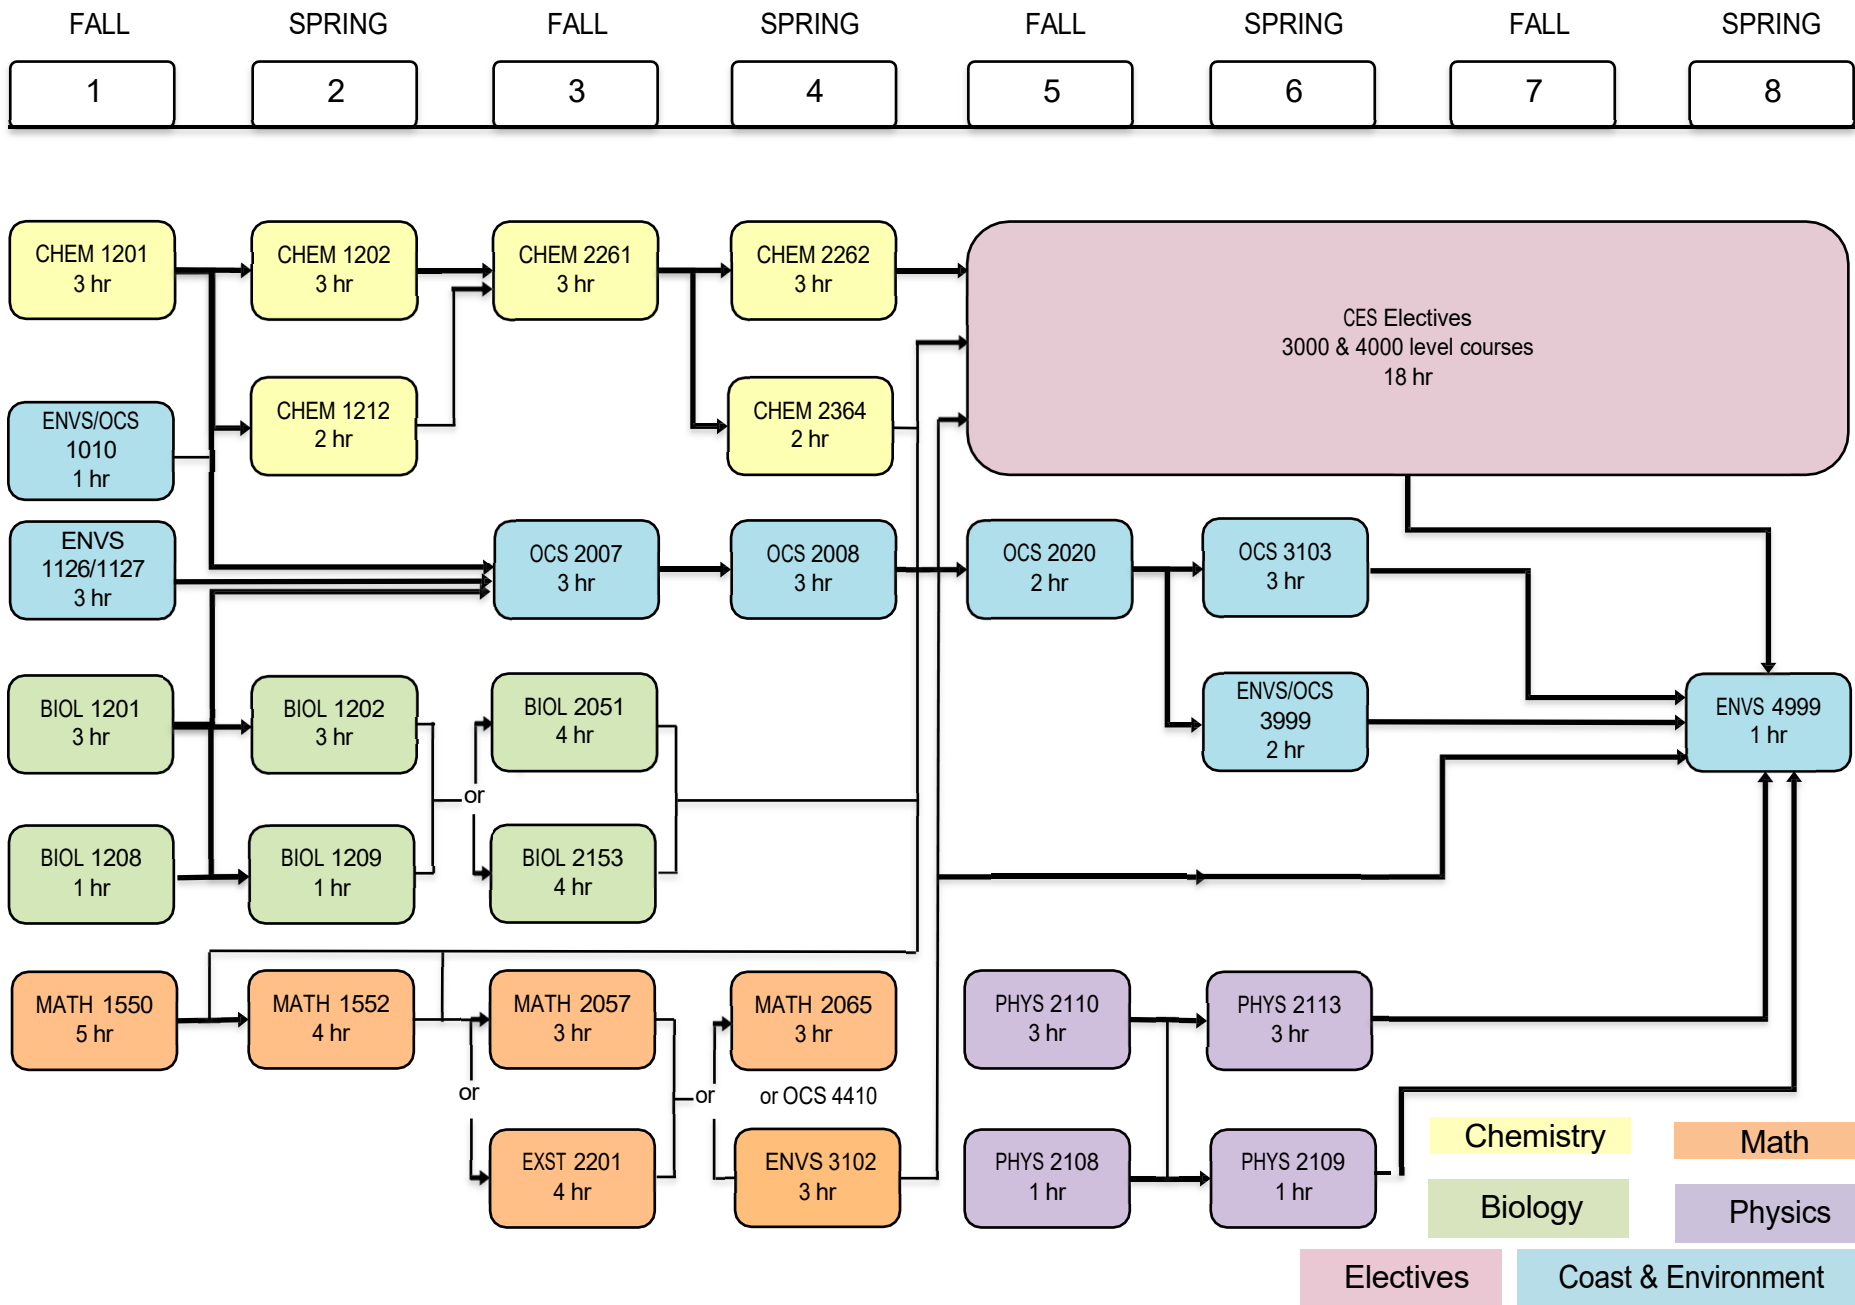 FALL
SPRING
FALL
SPRING
FALL
SPRING
FALL
SPRING
1
2
3
4
5
6
7
8
CHEM 1201
3 hr
CHEM 1202
3 hr
CHEM 2261
3 hr
CHEM 2262
3 hr
CES Electives
3000 & 4000 level courses
18 hr
ENVS/OCS
1010
1 hr
CHEM 1212
2 hr
CHEM 2364
2 hr
ENVS
1126/1127
3 hr
OCS 2007
3 hr
OCS 2008
3 hr
OCS 2020
2 hr
OCS 3103
3 hr
BIOL 1201
3 hr
BIOL 1202
3 hr
or
BIOL 2051
4 hr
ENVS/OCS
3999
2 hr
ENVS 4999
1 hr
BIOL 1208
1 hr
BIOL 1209
1 hr
BIOL 2153
4 hr
MATH 1550
5 hr
MATH 1552
4 hr
or
MATH 2057
3 hr
or
MATH 2065
3 hr
or OCS 4410
PHYS 2110
3 hr
PHYS 2113
3 hr
EXST 2201
4 hr
ENVS 3102
3 hr
PHYS 2108
1 hr
PHYS 2109
1 hr
Chemistry
Math
Biology
Physics
Electives
Coast & Environment